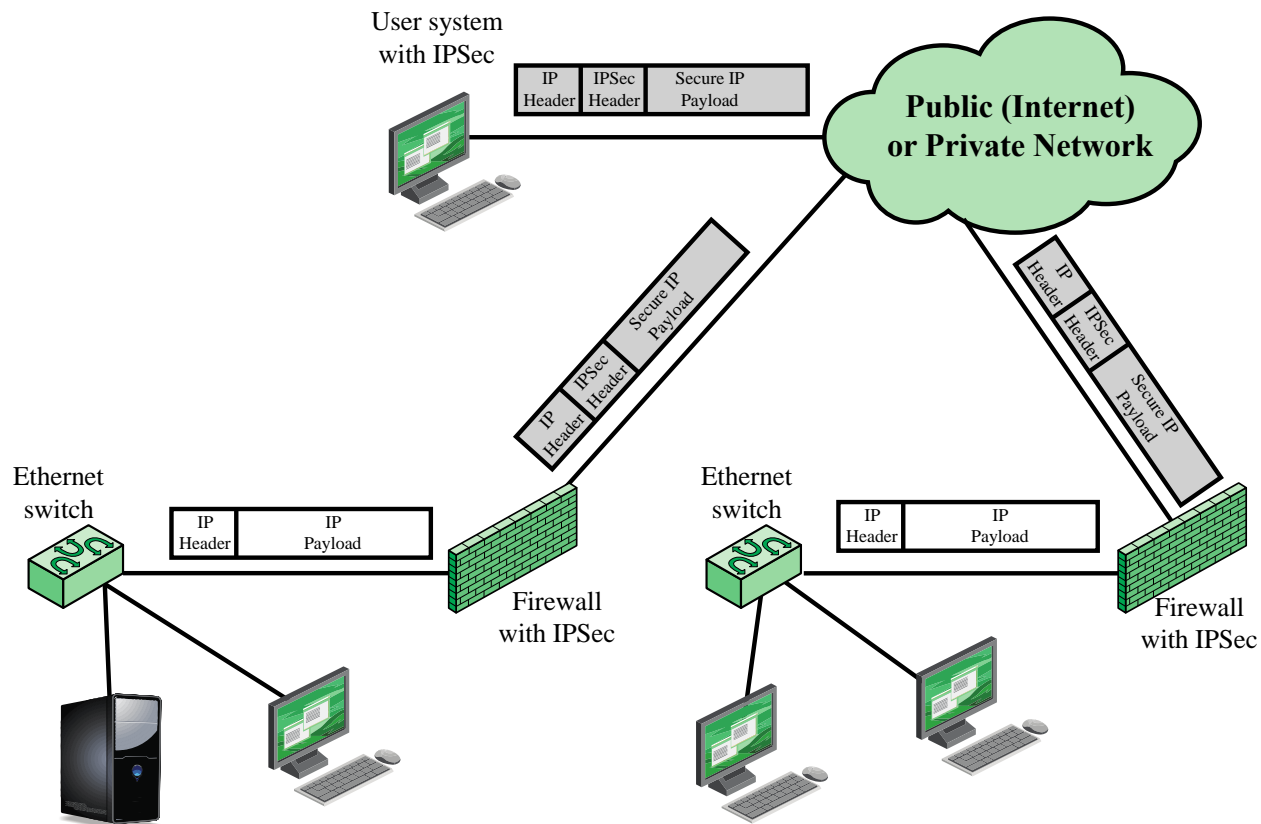 User system
with IPSec
IP
Header
IPSec
Header
Secure IP
Payload
Public (Internet)
or Private Network
IP
Header
IPSec
Header
Secure IP
Payload
IP
Header
IPSec
Header
Secure IP
Payload
Ethernet
switch
IP
Header
IP
Payload
Firewall
with IPSec
Ethernet
switch
IP
Header
IP
Payload
Firewall
with IPSec